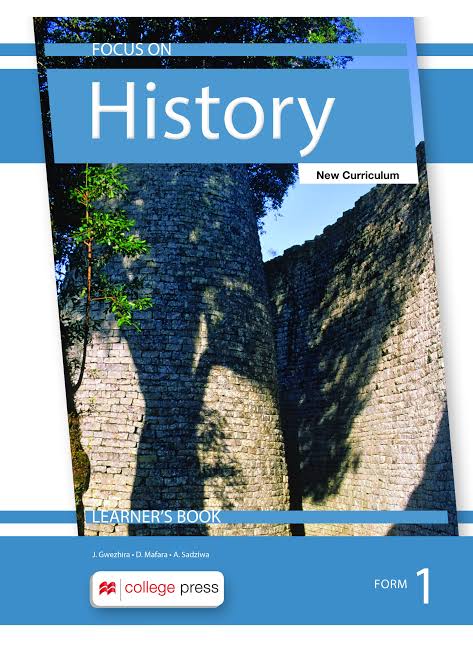 FOCUS ON
History
New Curriculum
LEARNER'S BOOK
J. Gwezhira • D. Mafara • A. Sadziwa
college press
FORM 1